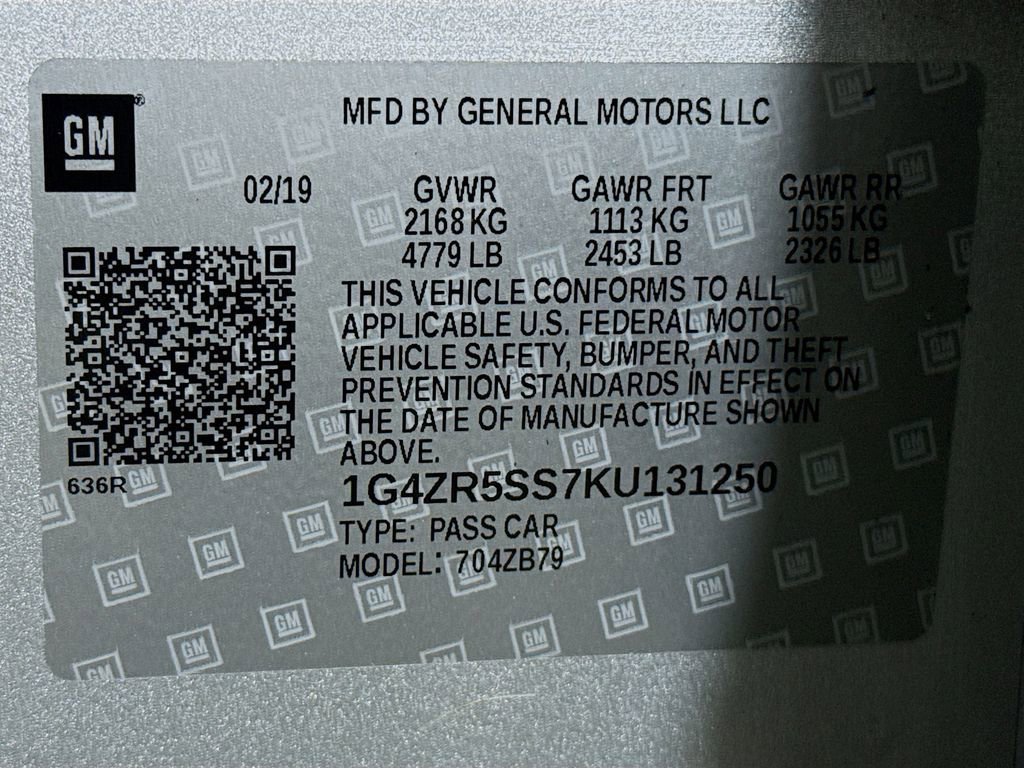 GM
MFD BY GENERAL MOTORS LLC
02/19
GVWR GAWR FRT GAWR RR
2168 KG 1113 KG 1055 KG
4779 LB 2453 LB 2326 LB
THIS VEHICLE CONFORMS TO ALL
APPLICABLE U.S. FEDERAL MOTOR
VEHICLE SAFETY, BUMPER, AND THEFT
PREVENTION STANDARDS IN EFFECT ON
THE DATE OF MANUFACTURE SHOWN
ABOVE.
636R
1G4ZR5SS7KU131250
TYPE: PASS CAR
MODEL: 704ZB79